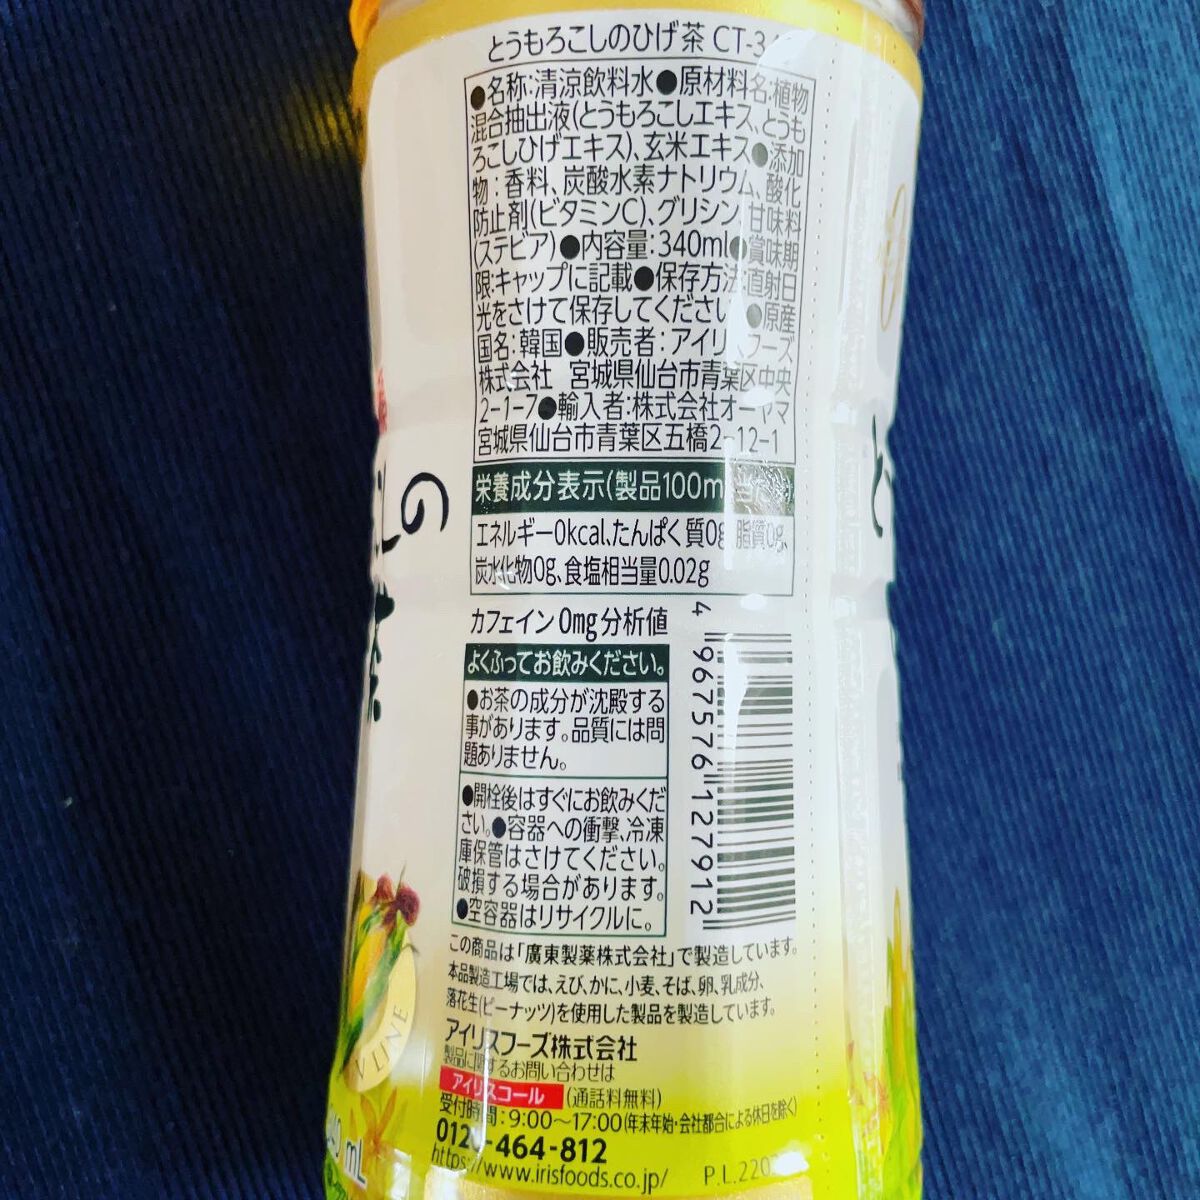 とうもろこしのひげ茶 CT-34
●名称:清涼飲料水●原材料名:植物
混合抽出液(とうもろこしエキス、とうも
ろこしひげエキス)、玄米エキス●添加
物:香料、炭酸水素ナトリウム、酸化
防止剤(ビタミンC)、グリシン、甘味料
(ステビア)●内容量:340ml●賞味期
限:キャップに記載●保存方法:直射日
光をさけて保存してください。●原産
国名:韓国●販売者:アイリスフーズ
株式会社 宮城県仙台市青葉区中央
2-1-7●輸入者:株式会社オーヤマ
宮城県仙台市青葉区五橋2-12-1
栄養成分表示(製品100ml当たり)
エネルギー0kcal、たんぱく質0g、脂質0g、
炭水化物0g、食塩相当量0.02g
カフェイン0mg分析値
よくふってお飲みください。
●お茶の成分が沈殿する
事があります。品質には問
題ありません。
●開栓後はすぐにお飲みくだ
さい。●容器への衝撃、冷凍
庫保管はさけてください。
破損する場合があります。
●空容器はリサイクルに。
4 967576 127912
この商品は「廣東製薬株式会社」で製造しています。
本品製造工場では、えび、かに、小麦、そば、卵、乳成分、
落花生(ピーナッツ)を使用した製品を製造しています。
アイリスフーズ株式会社
製品に関するお問い合わせは
アイリスコール (通話料無料)
受付時間:9:00〜17:00(年末年始・会社都合による休日を除く)
0120-464-812
https://www.irisfoods.co.jp/ P.L.220
の
茶
V LINE
40 mL
と